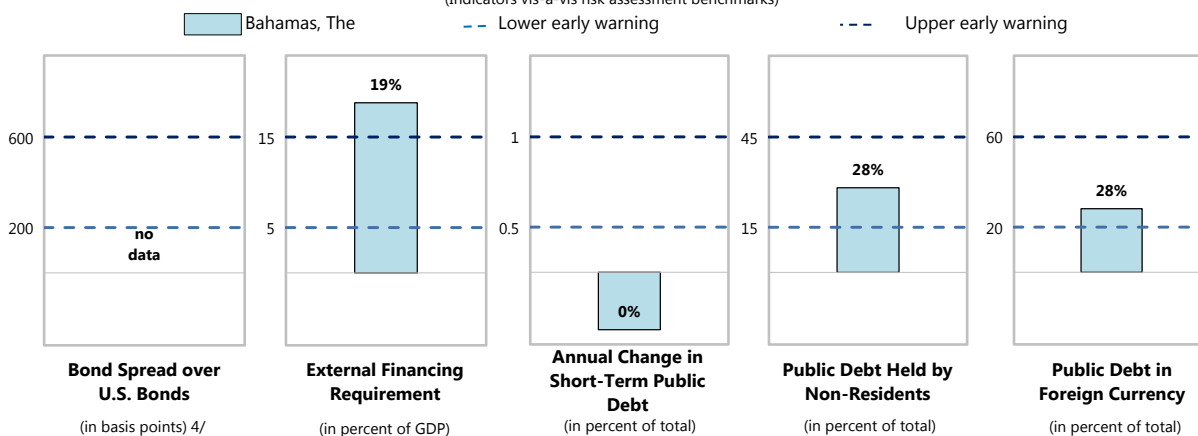 (Indicators vis-à-vis risk assessment benchmarks)
Bahamas, The
Lower early warning
Upper early warning
600
200
no
data
Bond Spread over
U.S. Bonds
(in basis points) 4/
19%
15
5
External Financing
Requirement
(in percent of GDP)
1
0.5
0%
Annual Change in
Short-Term Public
Debt
(in percent of total)
45
28%
15
Public Debt Held by
Non-Residents
(in percent of total)
60
28%
20
Public Debt in
Foreign Currency
(in percent of total)